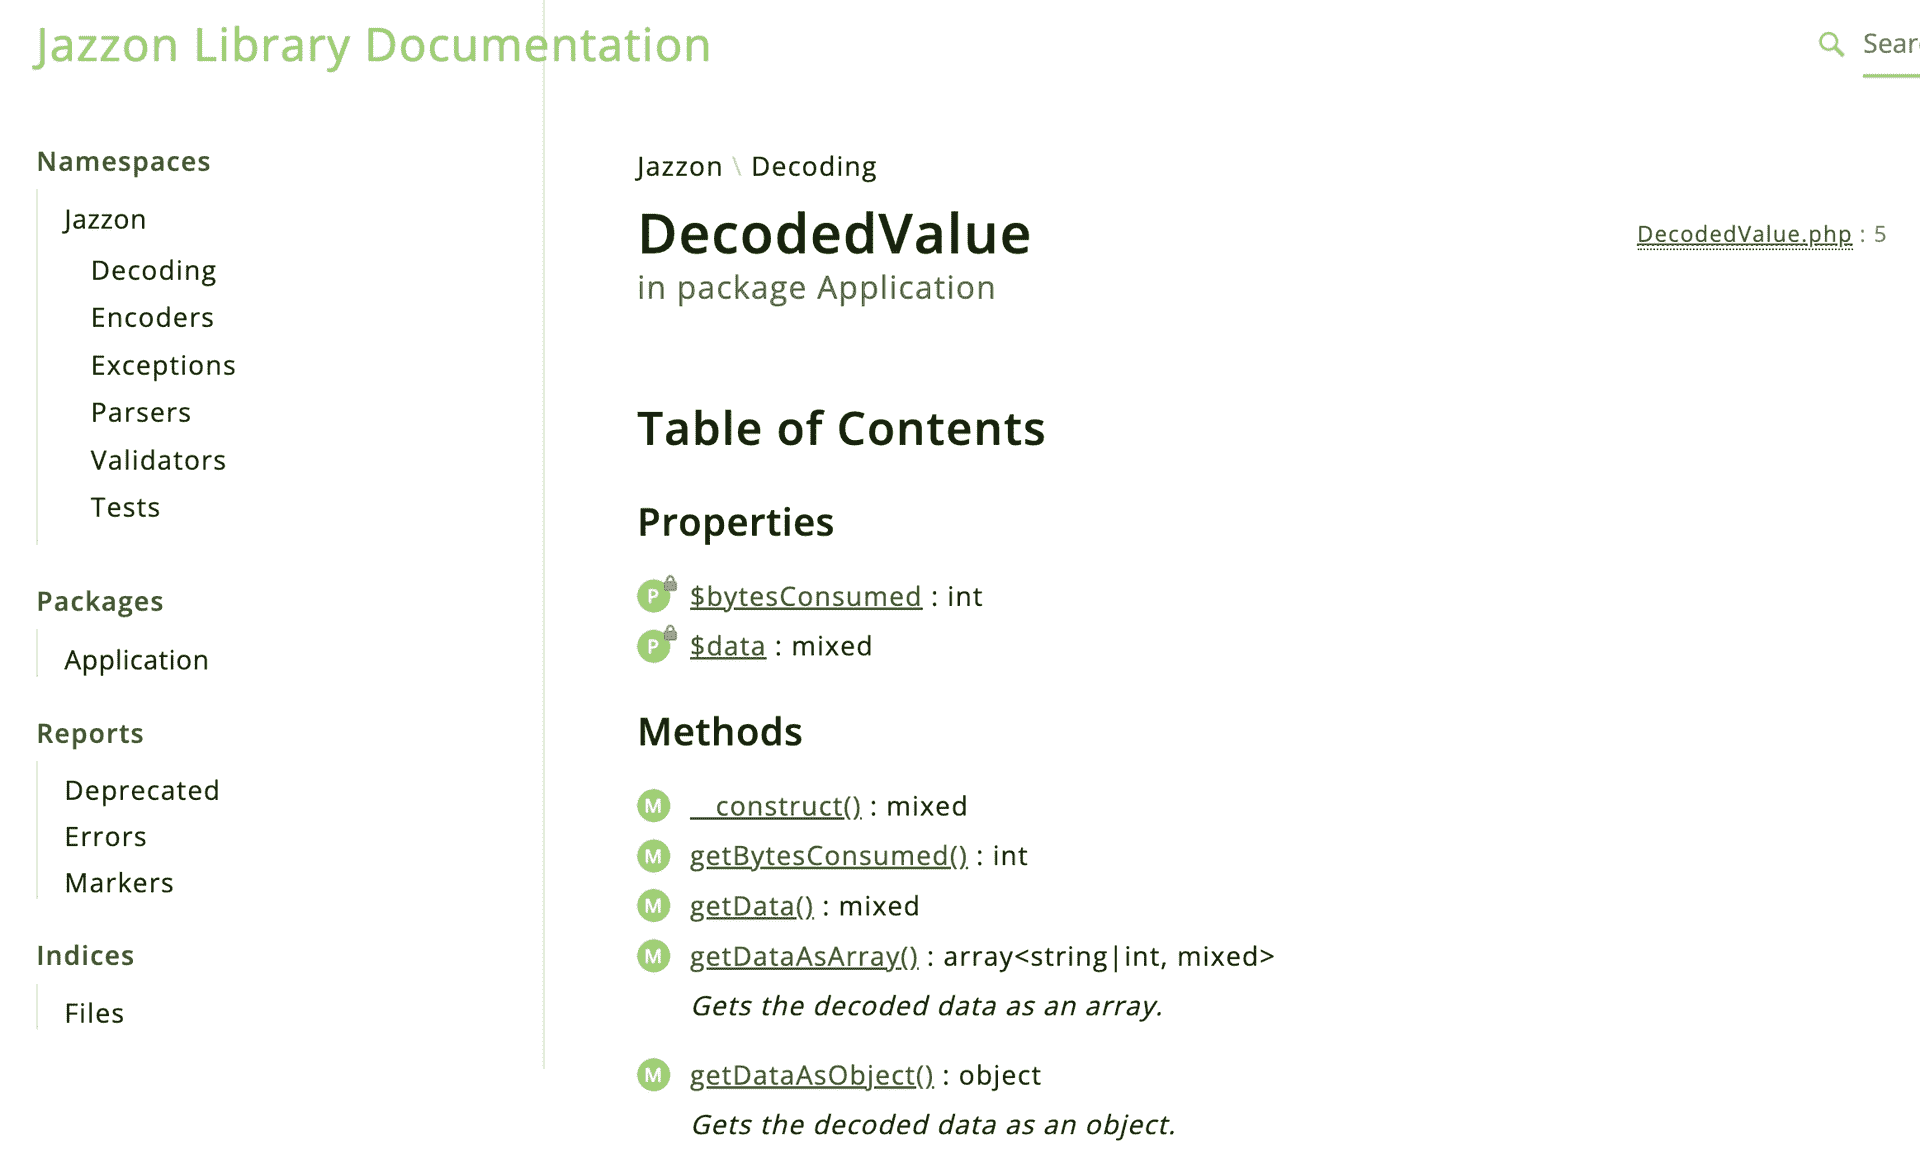 Jazzon Library Documentation
Namespaces
Jazzon
Decoding
Encoders
Exceptions
Parsers
Validators
Tests
Packages
Application
Reports
Deprecated
Errors
Markers
Indices
Files
Jazzon \ Decoding
DecodedValue
in package Application
DecodedValue.php : 5
Table of Contents
Properties
P $bytesConsumed : int
P $data : mixed
Methods
M __construct() : mixed
M getBytesConsumed() : int
M getData() : mixed
M getDataAsArray() : array<string|int, mixed>
Gets the decoded data as an array.
M getDataAsObject() : object
Gets the decoded data as an object.